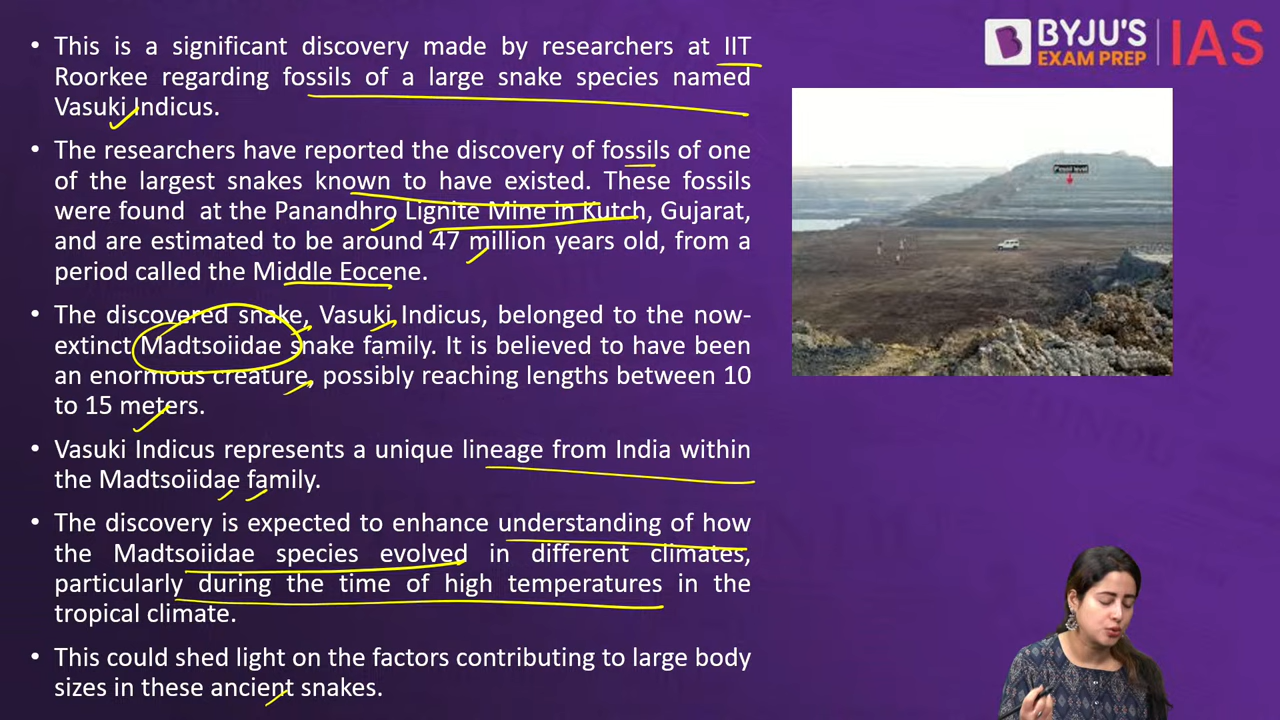 • This is a significant discovery made by researchers at IIT
Roorkee regarding fossils of a large snake species named
Vasuki Indicus.
• The researchers have reported the discovery of fossils of one
of the largest snakes known to have existed. These fossils
were found at the Panandhro Lignite Mine in Kutch, Gujarat,
and are estimated to be around 47 million years old, from a
period called the Middle Eocene.
• The discovered snake, Vasuki Indicus, belonged to the now-
extinct Madtsoiidae snake family. It is believed to have been
an enormous creature, possibly reaching lengths between 10
to 15 meters.
• Vasuki Indicus represents a unique lineage from India within
the Madtsoiidae family.
• The discovery is expected to enhance understanding of how
the Madtsoiidae species evolved in different climates,
particularly during the time of high temperatures in the
tropical climate.
• This could shed light on the factors contributing to large body
sizes in these ancient snakes.
BYJU'S
EXAM PREP
IAS
Fossil level